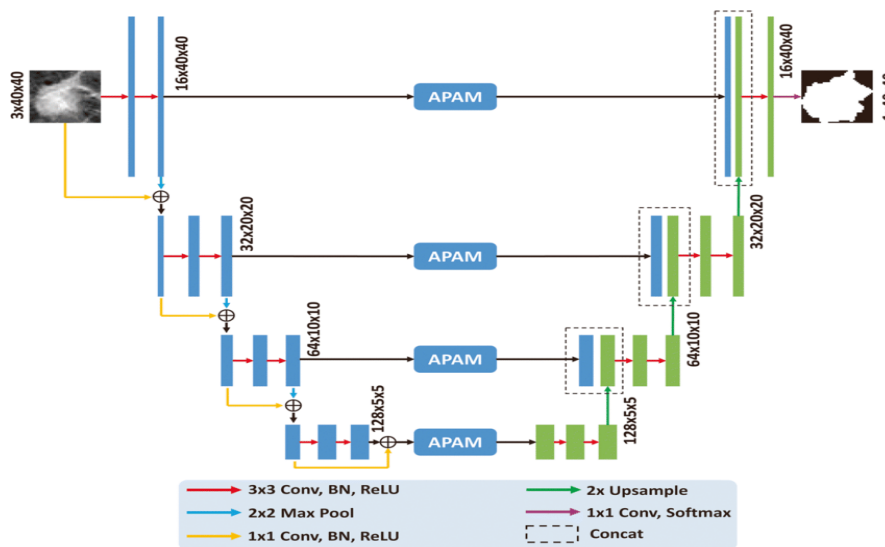 3x40x40
16x40x40
APAM
16x40x40
32x20x20
APAM
32x20x20
64x10x10
APAM
64x10x10
128x5x5
APAM
128x5x5
3x3 Conv, BN, ReLU
2x2 Max Pool
1x1 Conv, BN, ReLU
2x Upsample
1x1 Conv, Softmax
Concat